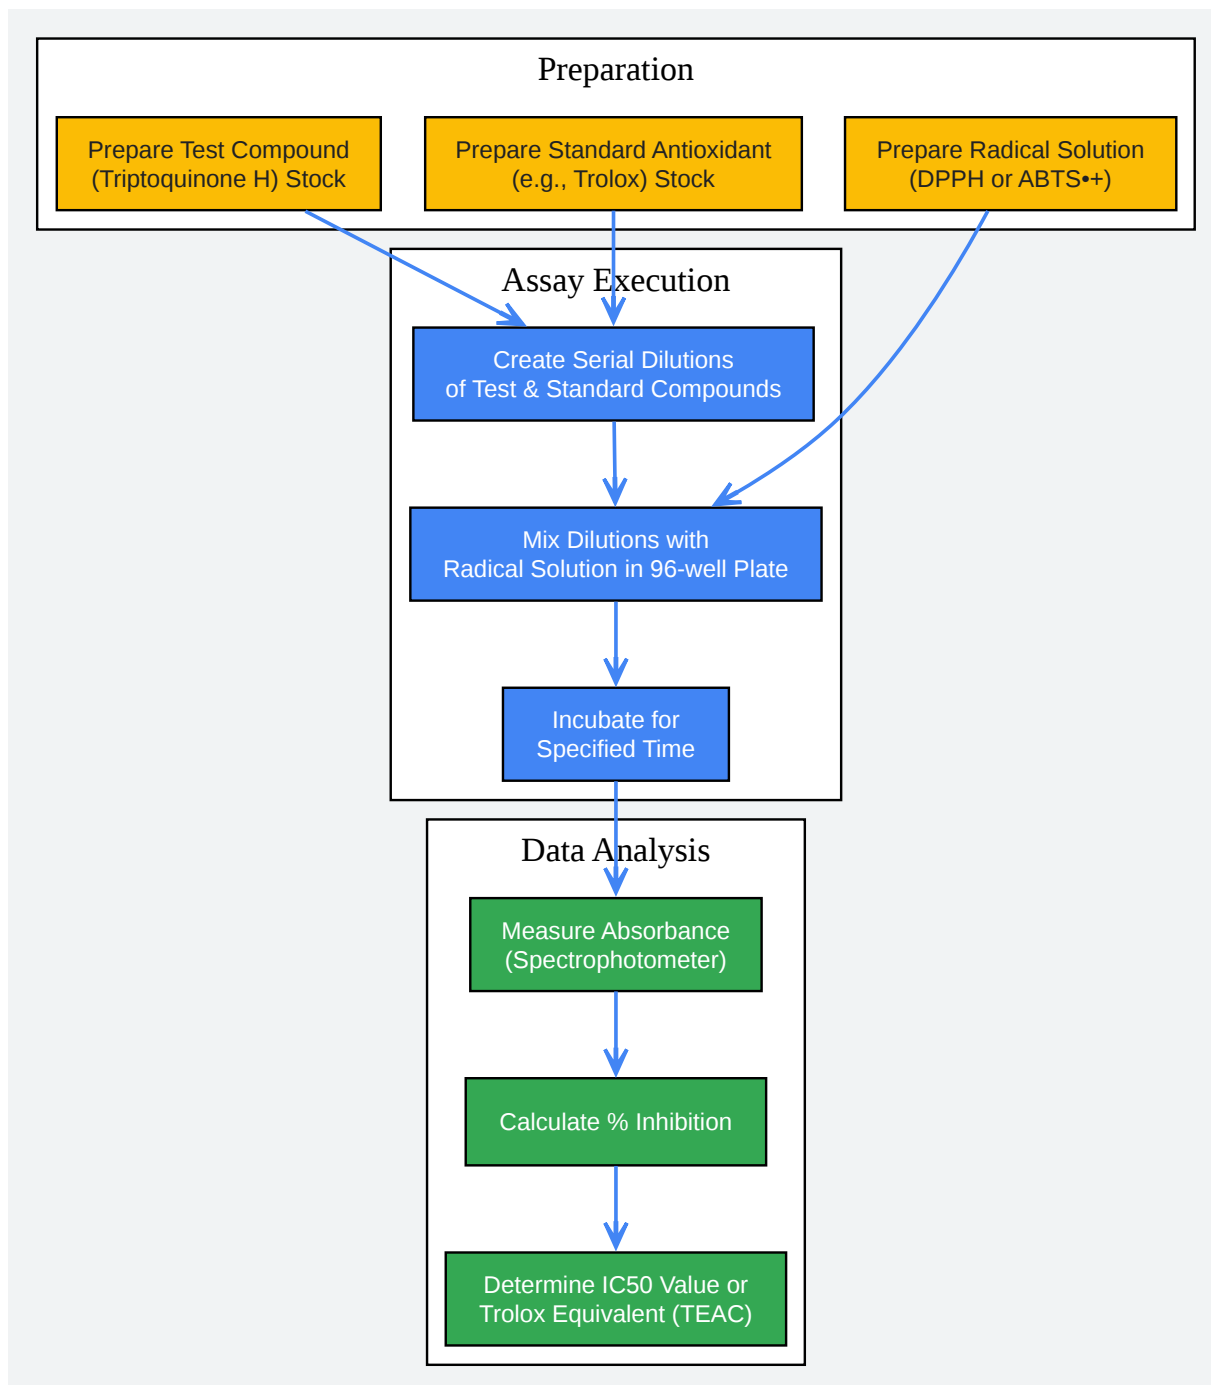 Preparation
Prepare Test Compound
(Triptoquinone H) Stock
Prepare Standard Antioxidant
(e.g., Trolox) Stock
Prepare Radical Solution
(DPPH or ABTS•+)
Assay Execution
Create Serial Dilutions
of Test & Standard Compounds
Mix Dilutions with
Radical Solution in 96-well Plate
Incubate for
Specified Time
Data Analysis
Measure Absorbance
(Spectrophotometer)
Calculate % Inhibition
Determine IC50 Value or
Trolox Equivalent (TEAC)